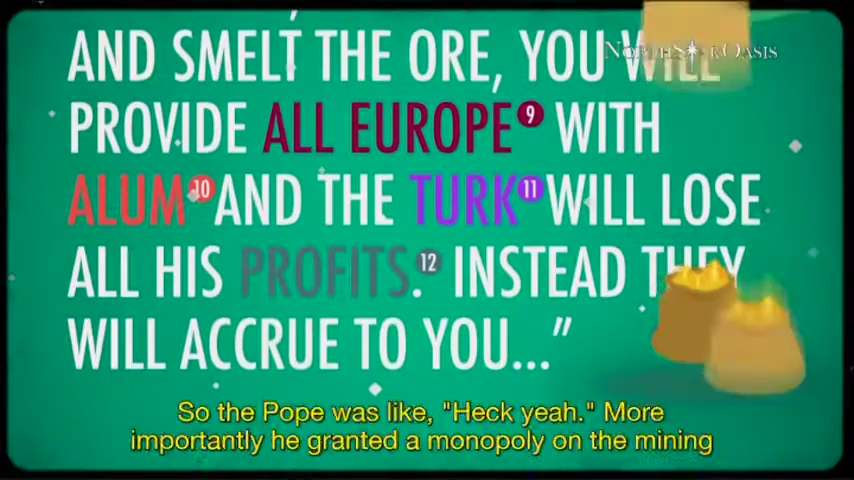 AND SMELT THE ORE, YOU WILL
NORTHSTAR OASIS
PROVIDE ALL EUROPE 9 WITH
ALUM 10 AND THE TURK 11 WILL LOSE
ALL HIS PROFITS. 12 INSTEAD THEY
WILL ACCRUE TO YOU..."
So the Pope was like, "Heck yeah." More
importantly he granted a monopoly on the mining